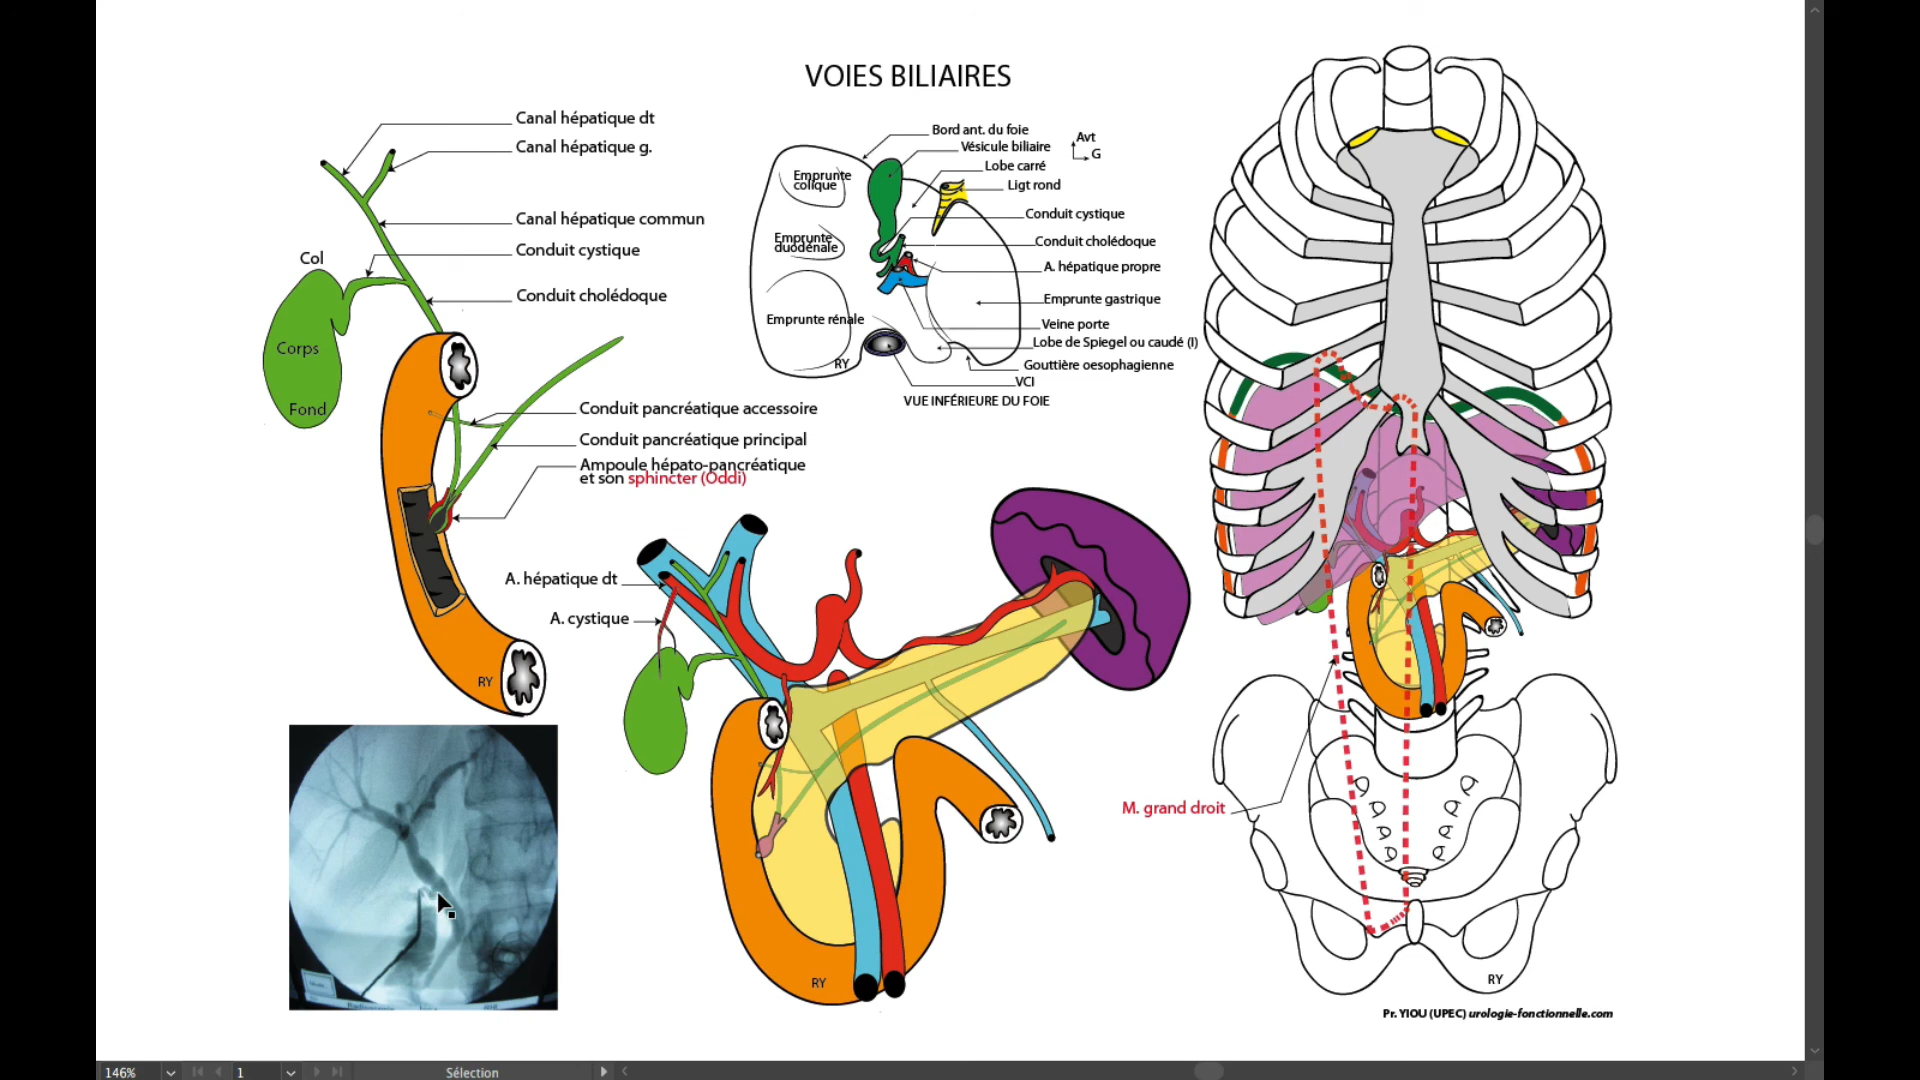 VOIES BILIAIRES
Canal hépatique dt
Canal hépatique g.
Canal hépatique commun
Conduit cystique
Col
Conduit cholédoque
Corps
Fond
Conduit pancréatique accessoire
Conduit pancréatique principal
Ampoule hépato-pancréatique
et son sphincter (Oddi)
RY
Bord ant. du foie
Avt
Vésicule biliaire
G
Lobe carré
Emprunte
colique
Ligt rond
Conduit cystique
Emprunte
duodénale
Conduit cholédoque
A. hépatique propre
Emprunte gastrique
Emprunte rénale
Veine porte
Lobe de Spiegel ou caudé (I)
RY
Gouttière oesophagienne
VCI
VUE INFÉRIEURE DU FOIE
A. hépatique dt
A. cystique
RY
M. grand droit
RY
Pr. YIOU (UPEC) urologie-fonctionnelle.com
146%
1
Sélection